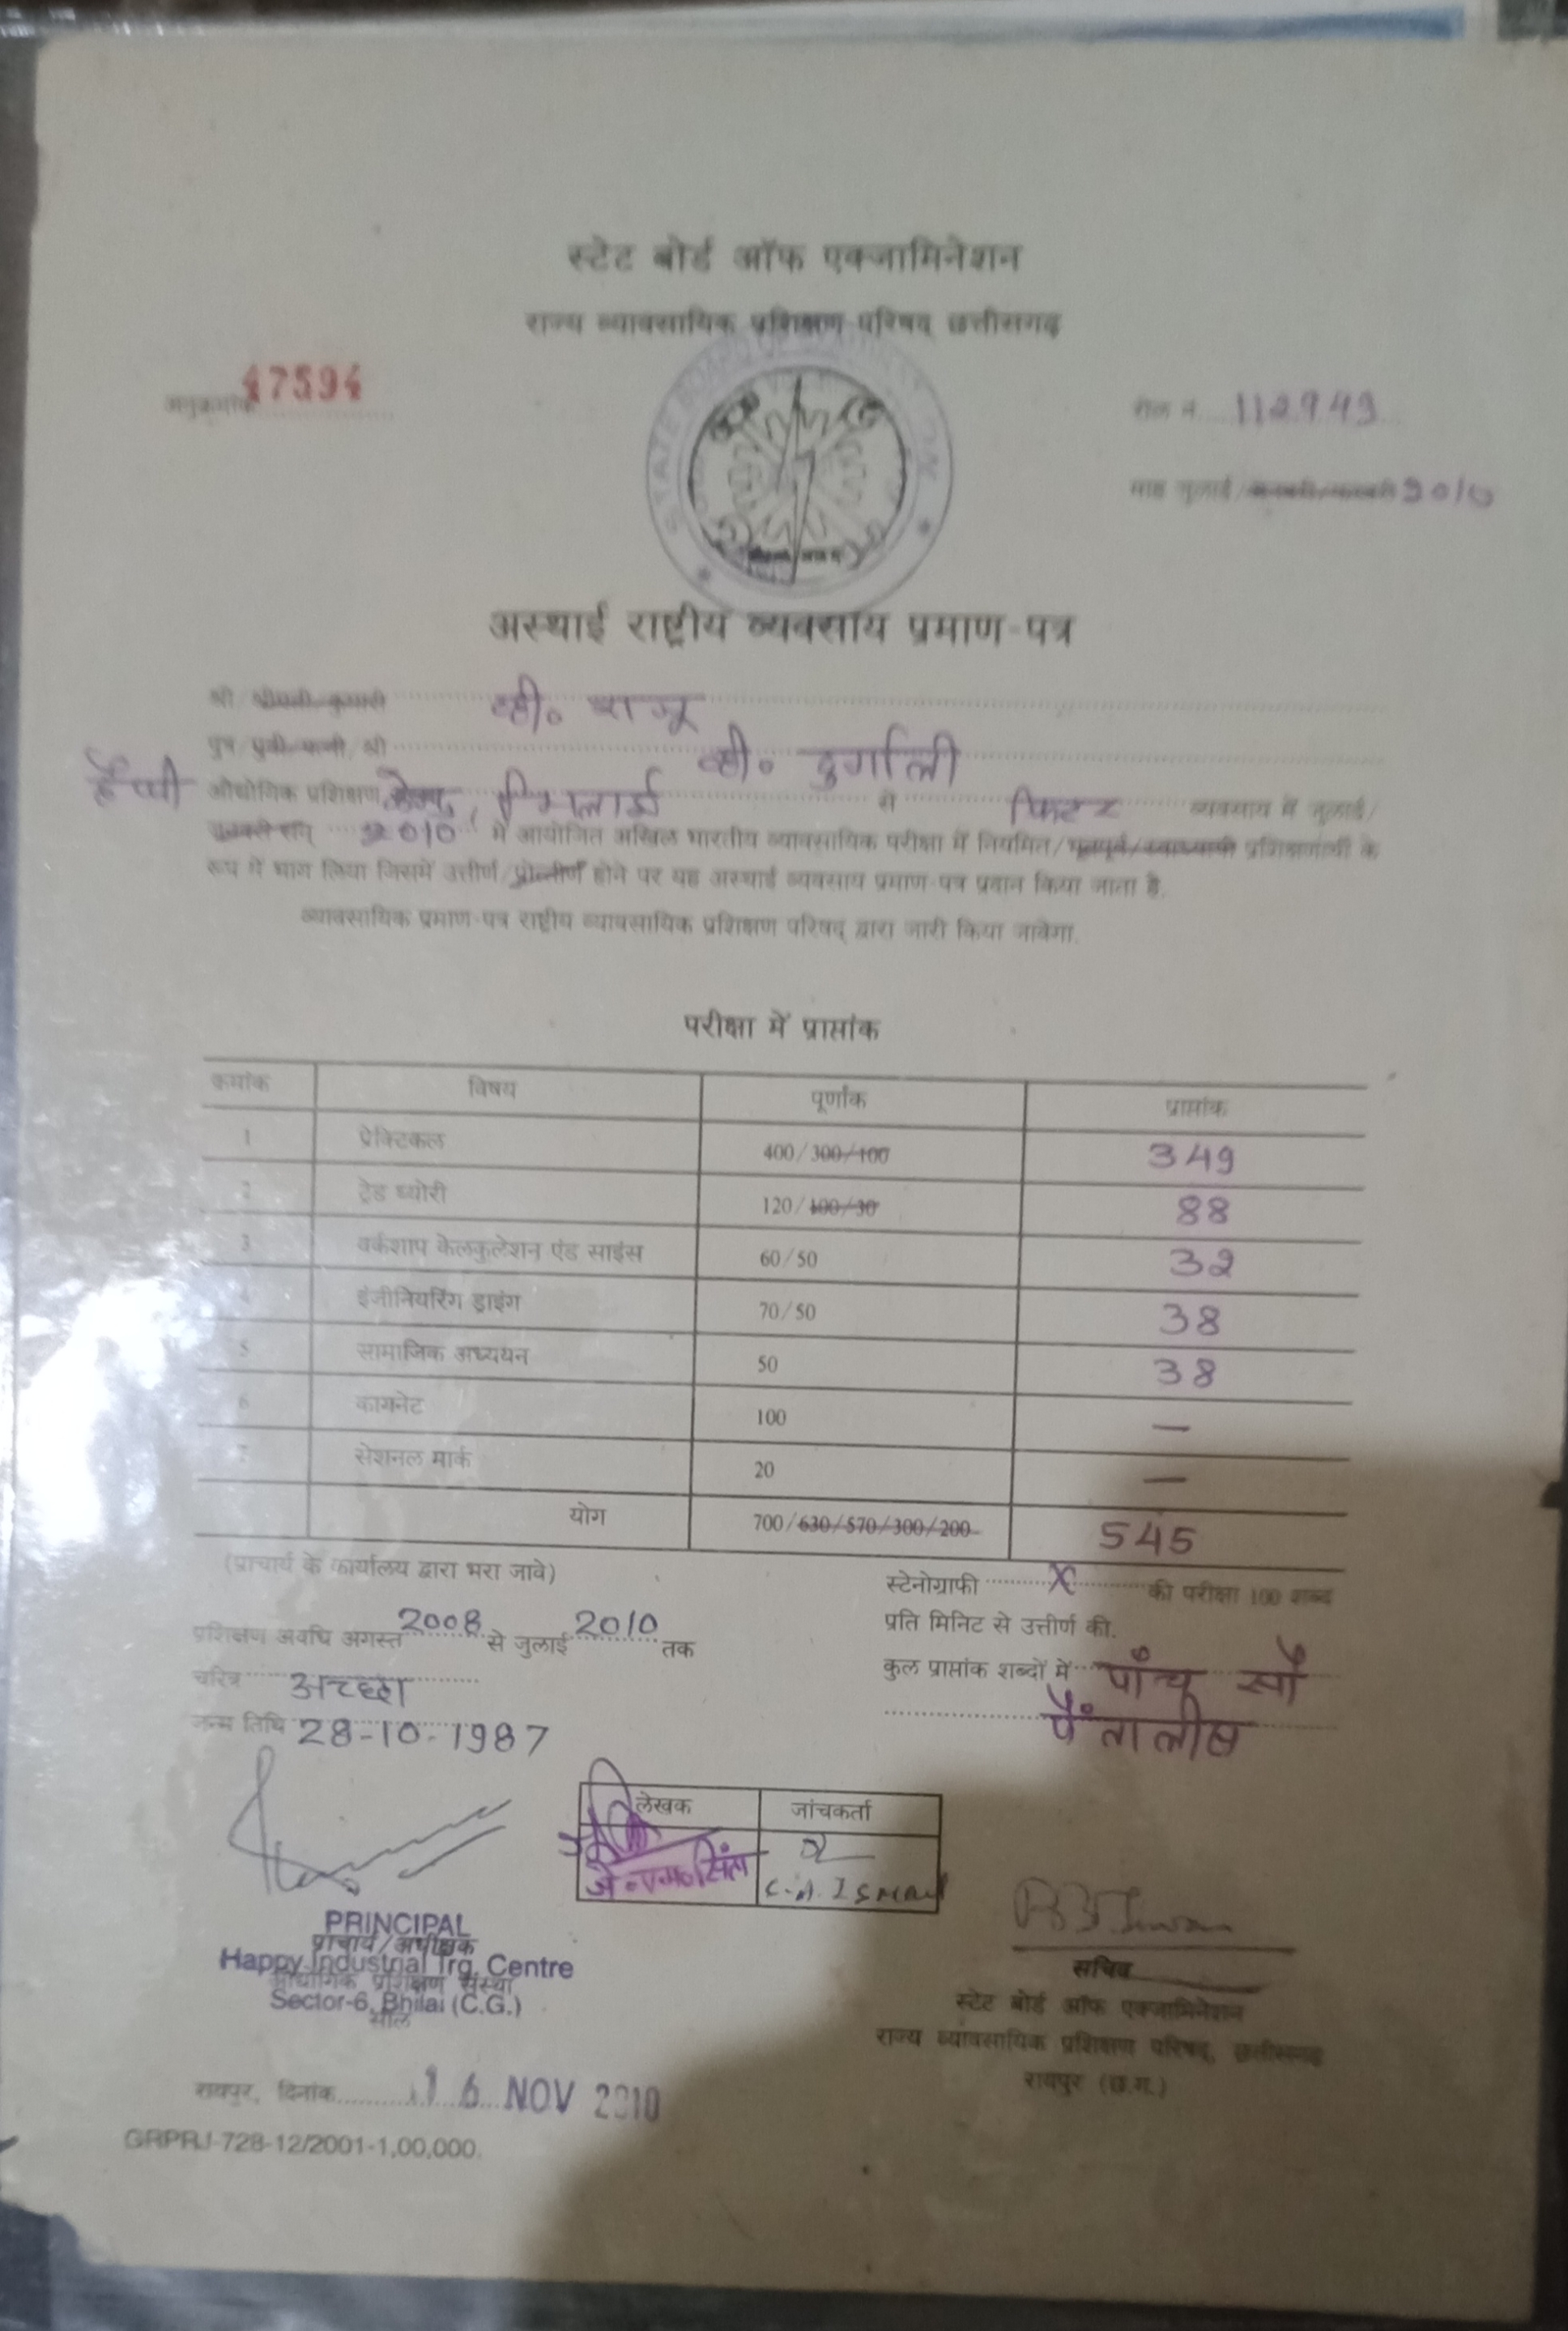 स्टेट बोर्ड ऑफ एक्जामिनेशन
राज्य व्यावसायिक प्रशिक्षण परिषद् छत्तीसगढ़
अनुक्रमांक 47594
रोल नं. 112949
माह जुलाई/जनवरी/फरवरी 2010
STATE BOARD OF
अस्थाई राष्ट्रीय व्यवसाय प्रमाण-पत्र
श्री श्रीमती कुमारी व्ही. राजू
पुत्र पुत्री पत्नी, श्री व्ही. दुर्गाली
हैप्पी औद्योगिक प्रशिक्षण केन्द्र, भिलाई से फिटर व्यवसाय में जुलाई/
जनवरी सन् 2010 में आयोजित अखिल भारतीय व्यावसायिक परीक्षा में नियमित/भूतपूर्व/स्वाध्यायी प्रशिक्षणार्थी के
रूप में भाग लिया जिसमें उत्तीर्ण/प्रोन्तीर्ण होने पर यह अस्थाई व्यवसाय प्रमाण-पत्र प्रदान किया जाता है.
व्यावसायिक प्रमाण-पत्र राष्ट्रीय व्यावसायिक प्रशिक्षण परिषद् द्वारा जारी किया जावेगा.
परीक्षा में प्राप्तांक
क्रमांक विषय पूर्णांक प्राप्तांक
1 प्रेक्टिकल 400/300/100 349
2 ट्रेड थ्योरी 120/100/30 88
3 वर्कशाप केलकुलेशन एंड साइंस 60/50 32
4 इंजीनियरिंग ड्राइंग 70/50 38
5 सामाजिक अध्ययन 50 38
6 कायनेट 100 —
7 सेशनल मार्क 20 —
योग 700/630/570/300/200 545
(प्राचार्य के कार्यालय द्वारा भरा जावे)
स्टेनोग्राफी X की परीक्षा 100 शब्द
प्रति मिनिट से उत्तीर्ण की.
प्रशिक्षण अवधि अगस्त 2008 से जुलाई 2010 तक
कुल प्राप्तांक शब्दों में पाँच सौ
पैंतालीस
चरित्र अच्छा
जन्म तिथि 28-10-1987
लेखक जांचकर्ता
C.A. ISMAIL
PRINCIPAL
प्राचार्य/अधीक्षक
Happy Industrial Trg. Centre
औद्योगिक प्रशिक्षण संस्था
Sector-6, Bhilai (C.G.)
सील
सचिव
स्टेट बोर्ड ऑफ एक्जामिनेशन
राज्य व्यावसायिक प्रशिक्षण परिषद्, छत्तीसगढ़
रायपुर (छ.ग.)
रायपुर, दिनांक 16 NOV 2010
GRPRJ-728-12/2001-1,00,000.